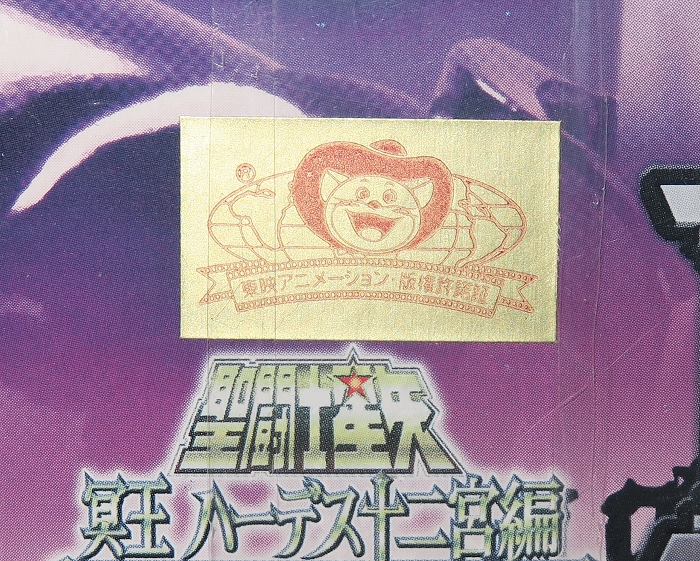 東映アニメーション・版権許諾証
聖闘士星矢
冥王 ハーデス十二宮編